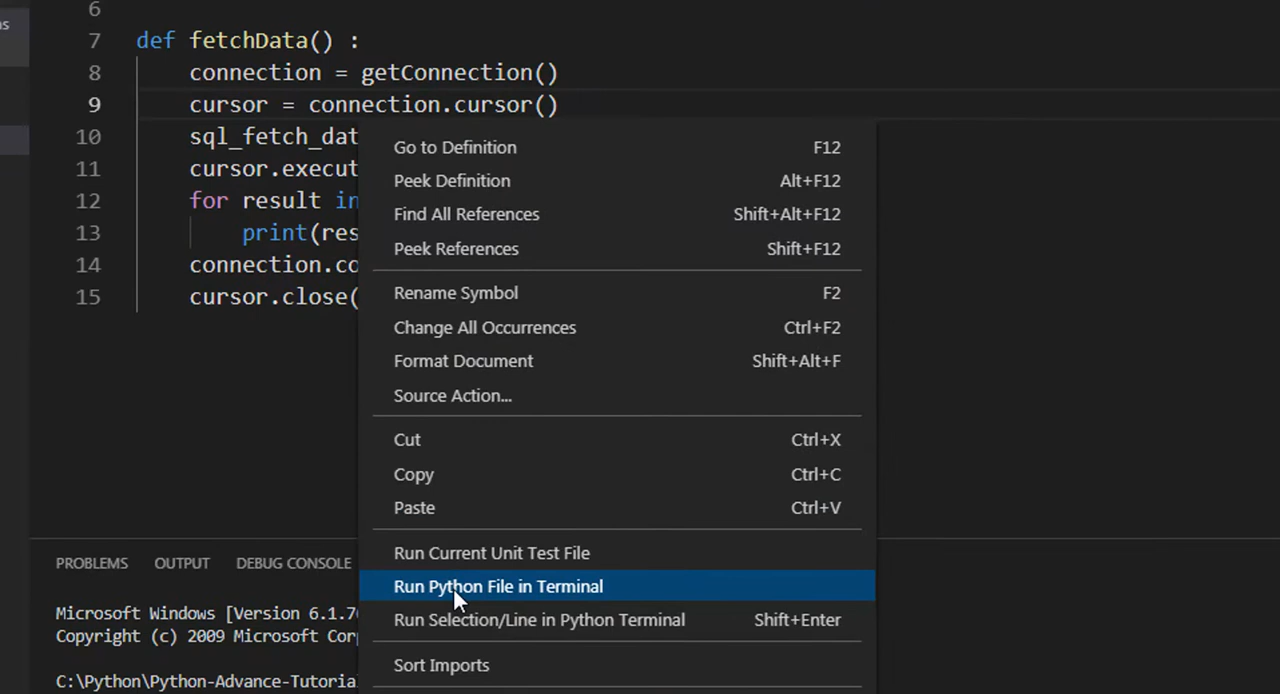 6
7 def fetchData() :
8 connection = getConnection()
9 cursor = connection.cursor()
10 sql_fetch_dat
11 cursor.execut
12 for result in
13 print(res
14 connection.co
15 cursor.close(
Go to Definition F12
Peek Definition Alt+F12
Find All References Shift+Alt+F12
Peek References Shift+F12
Rename Symbol F2
Change All Occurrences Ctrl+F2
Format Document Shift+Alt+F
Source Action...
Cut Ctrl+X
Copy Ctrl+C
Paste Ctrl+V
Run Current Unit Test File
Run Python File in Terminal
Run Selection/Line in Python Terminal Shift+Enter
Sort Imports
PROBLEMS OUTPUT DEBUG CONSOLE
Microsoft Windows [Version 6.1.76
Copyright (c) 2009 Microsoft Corp
C:\Python\Python-Advance-Tutoria